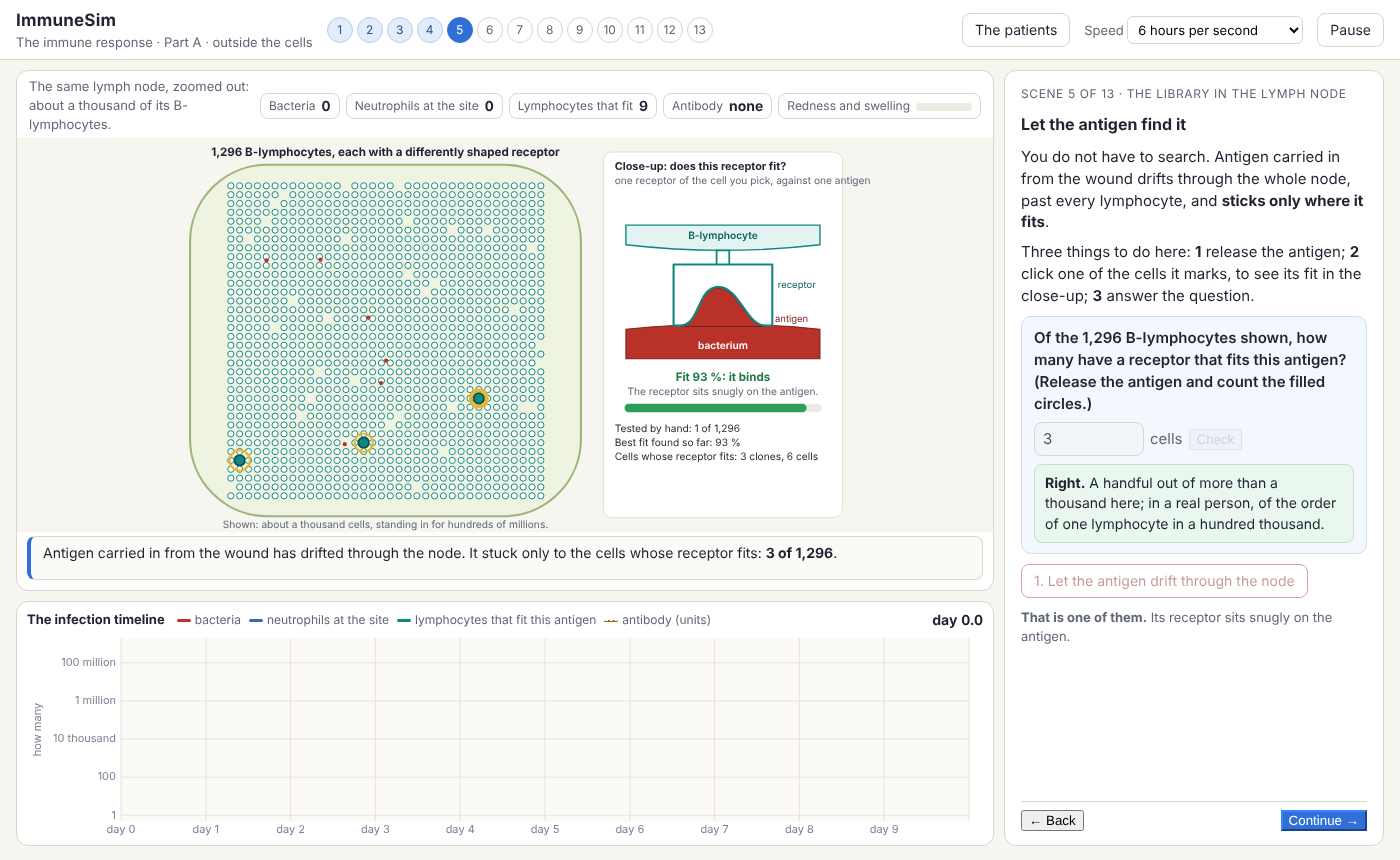 ImmuneSim
The immune response · Part A · outside the cells
1 2 3 4 5 6 7 8 9 10 11 12 13
The patients
Speed 6 hours per second
Pause
The same lymph node, zoomed out:
about a thousand of its B-
lymphocytes.
Bacteria 0
Neutrophils at the site 0
Lymphocytes that fit 9
Antibody none
Redness and swelling
1,296 B-lymphocytes, each with a differently shaped receptor
Shown: about a thousand cells, standing in for hundreds of millions.
Close-up: does this receptor fit?
one receptor of the cell you pick, against one antigen
B-lymphocyte
receptor
antigen
bacterium
Fit 93 %: it binds
The receptor sits snugly on the antigen.
Tested by hand: 1 of 1,296
Best fit found so far: 93 %
Cells whose receptor fits: 3 clones, 6 cells
Antigen carried in from the wound has drifted through the node. It stuck only to the cells whose receptor fits: 3 of 1,296.
The infection timeline
bacteria
neutrophils at the site
lymphocytes that fit this antigen
antibody (units)
day 0.0
how many
100 million
1 million
10 thousand
100
1
day 0 day 1 day 2 day 3 day 4 day 5 day 6 day 7 day 8 day 9
SCENE 5 OF 13 · THE LIBRARY IN THE LYMPH NODE
Let the antigen find it
You do not have to search. Antigen carried in
from the wound drifts through the whole node,
past every lymphocyte, and sticks only where it
fits.
Three things to do here: 1 release the antigen; 2
click one of the cells it marks, to see its fit in the
close-up; 3 answer the question.
Of the 1,296 B-lymphocytes shown, how
many have a receptor that fits this antigen?
(Release the antigen and count the filled
circles.)
3 cells Check
Right. A handful out of more than a
thousand here; in a real person, of the order
of one lymphocyte in a hundred thousand.
1. Let the antigen drift through the node
That is one of them. Its receptor sits snugly on the
antigen.
← Back
Continue →